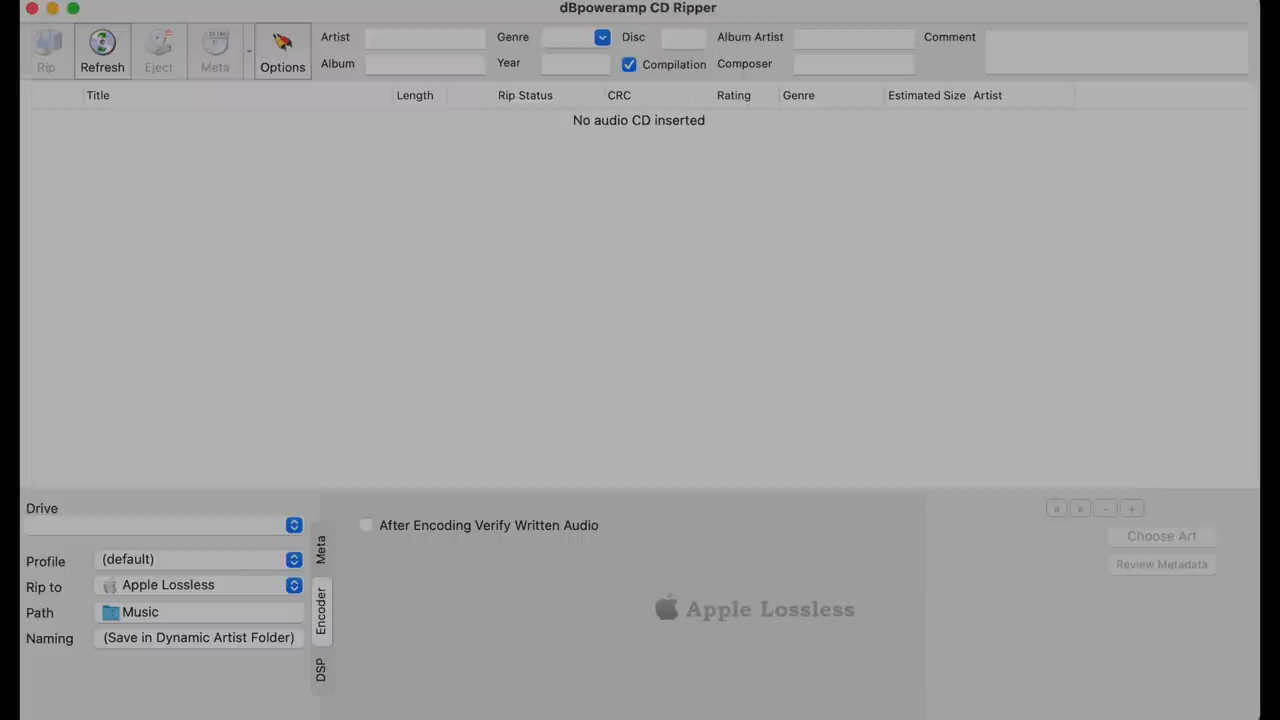 dBpoweramp CD Ripper
Rip
Refresh
Eject
Meta
Options
Artist
Genre
Disc
Album Artist
Comment
Album
Year
Compilation
Composer
Title
Length
Rip Status
CRC
Rating
Genre
Estimated Size
Artist
No audio CD inserted
Drive
Profile
(default)
Rip to
Apple Lossless
Path
Music
Naming
(Save in Dynamic Artist Folder)
Meta
Encoder
DSP
After Encoding Verify Written Audio
Apple Lossless
Choose Art
Review Metadata